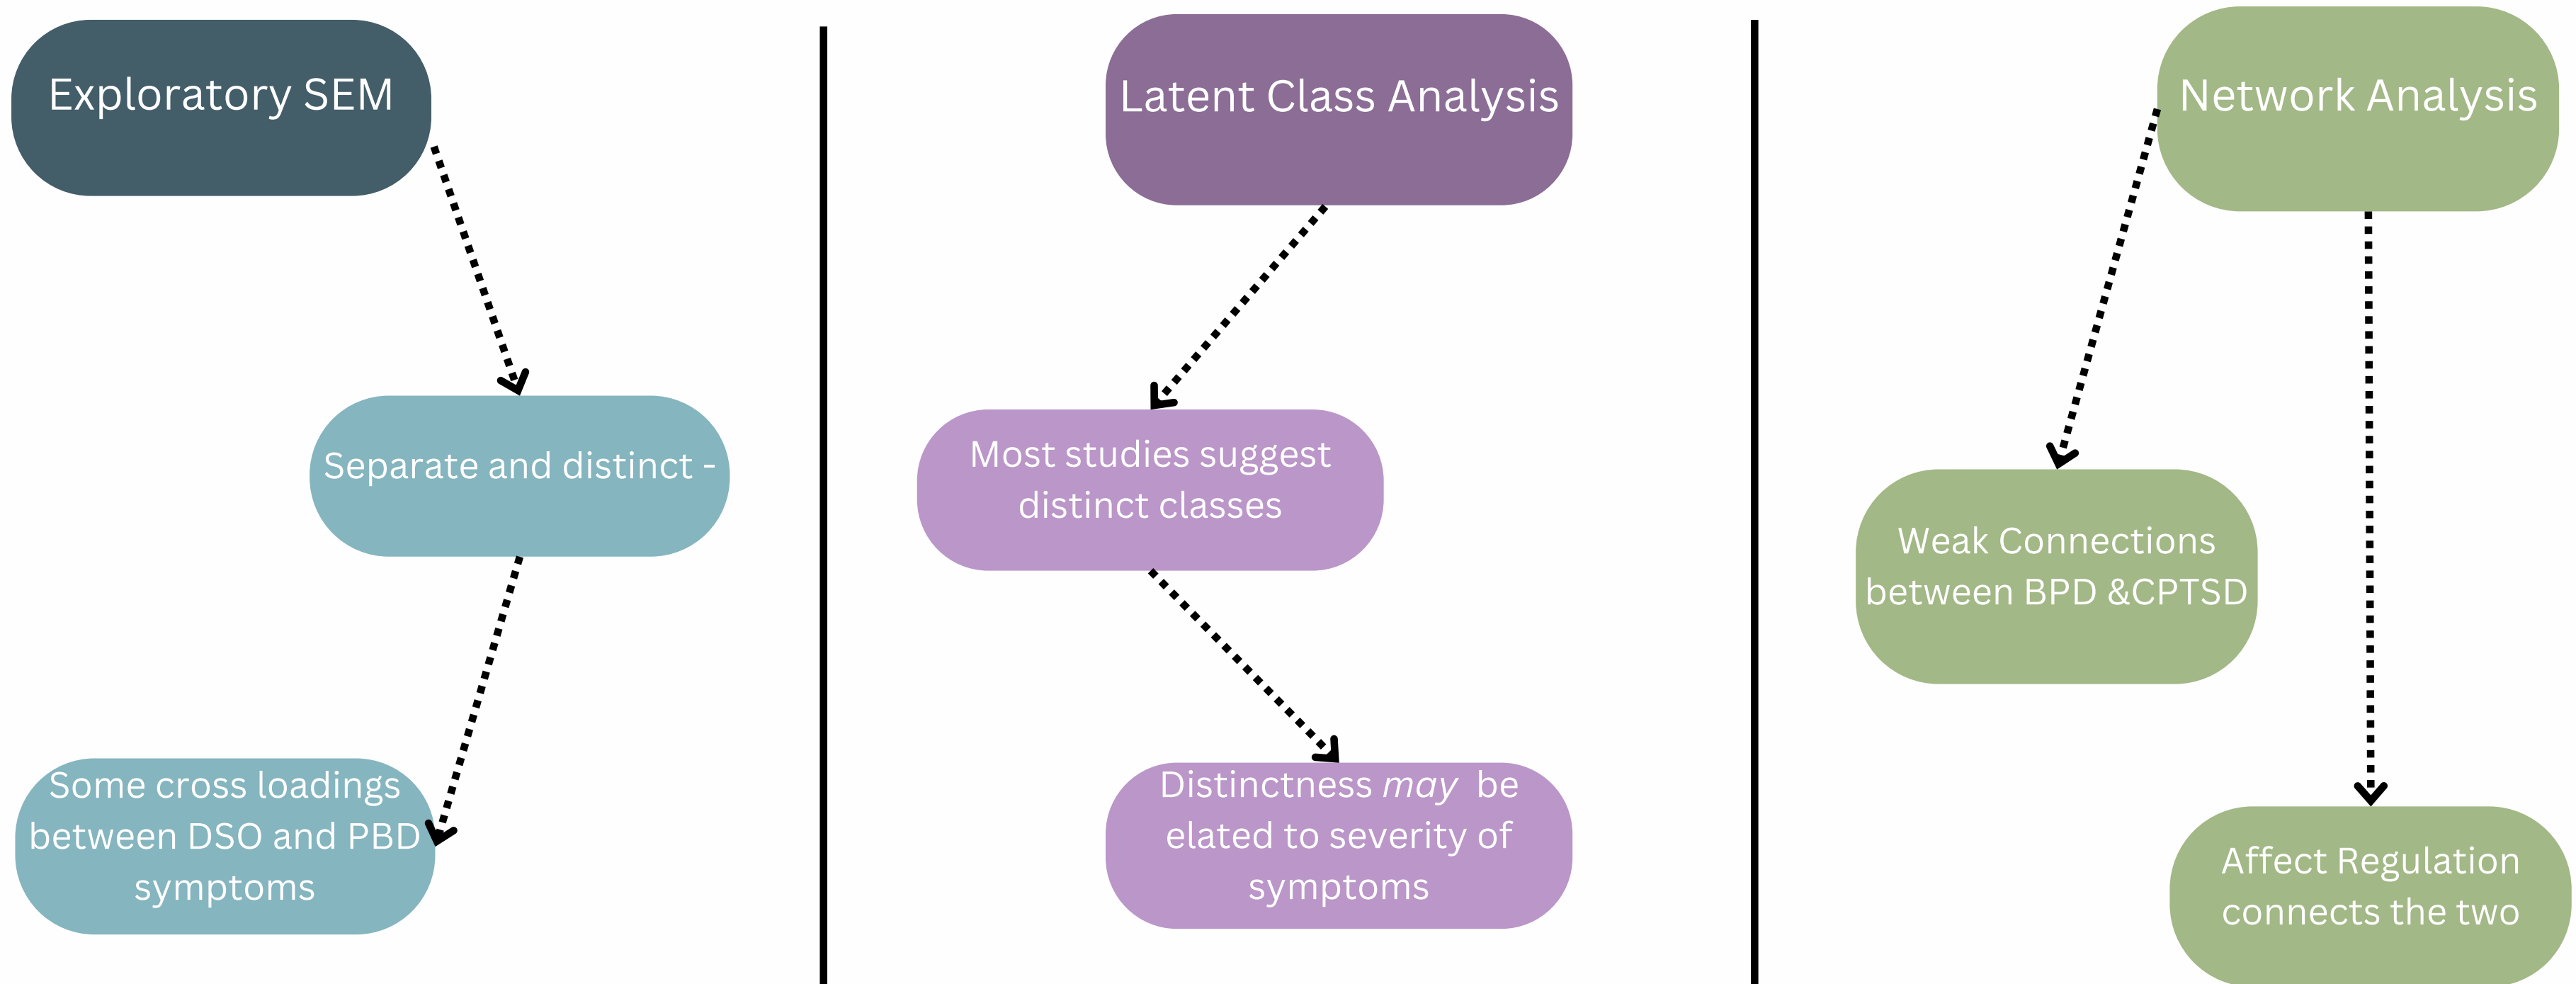 Exploratory SEM
Separate and distinct -
Some cross loadings
between DSO and PBD
symptoms
Latent Class Analysis
Most studies suggest
distinct classes
Distinctness may be
elated to severity of
symptoms
Network Analysis
Weak Connections
between BPD &CPTSD
Affect Regulation
connects the two